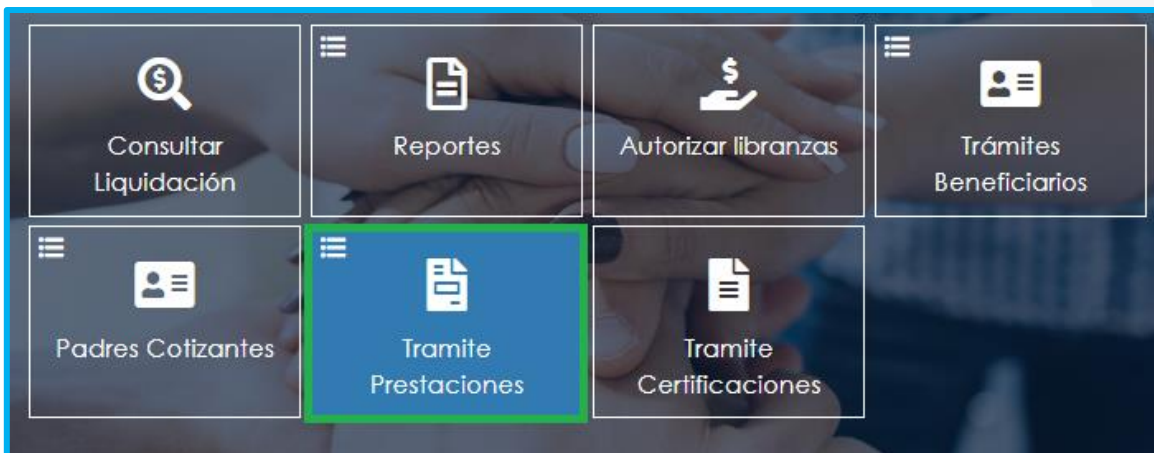 Consultar
Liquidación
Reportes
Autorizar libranzas
Trámites
Beneficiarios
Padres Cotizantes
Tramite
Prestaciones
Tramite
Certificaciones